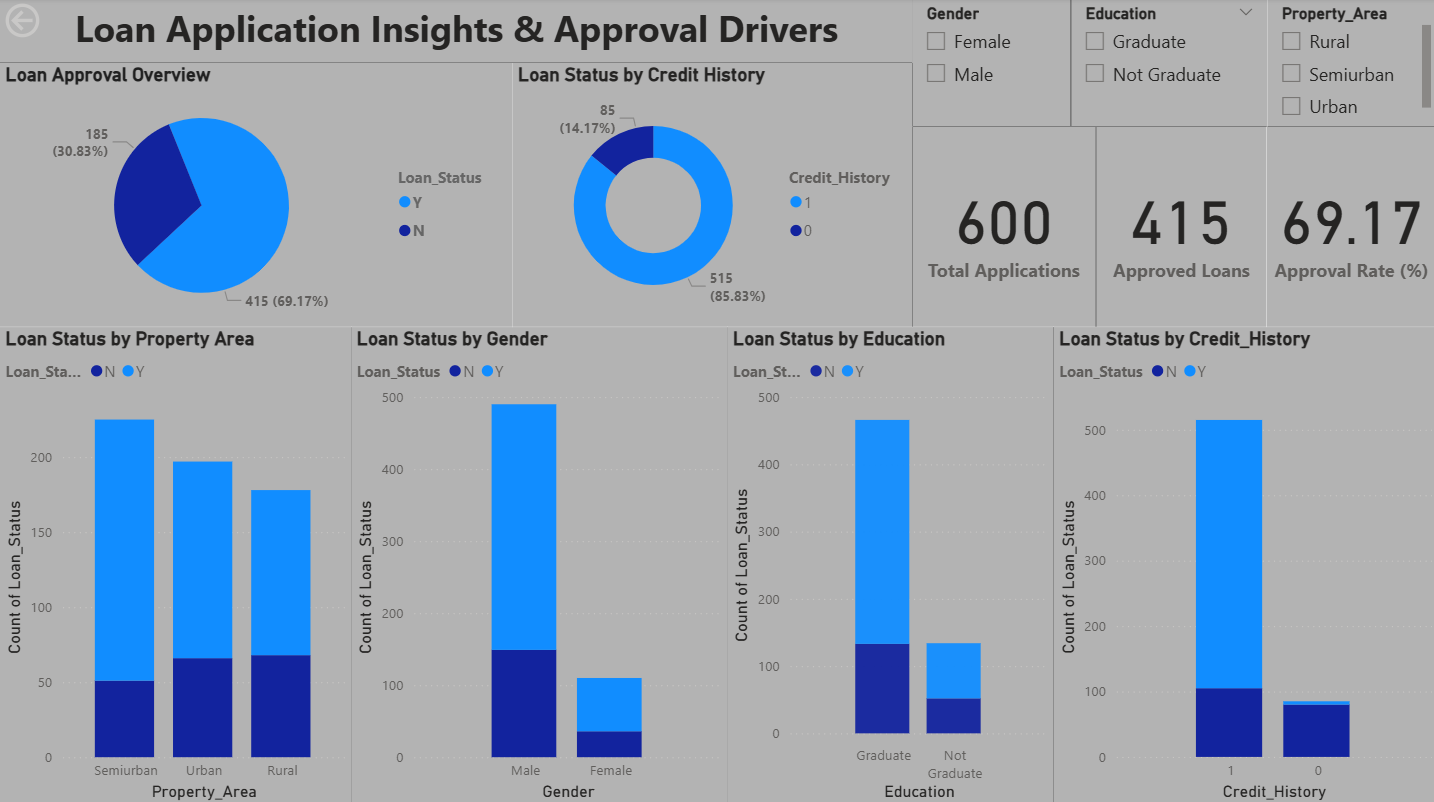 Loan Application Insights & Approval Drivers
Gender
Female
Male
Education
Graduate
Not Graduate
Property_Area
Rural
Semiurban
Urban
Loan Approval Overview
185
(30.83%)
415 (69.17%)
Loan_Status
Y
N
Loan Status by Credit History
85
(14.17%)
515
(85.83%)
Credit_History
1
0
600
Total Applications
415
Approved Loans
69.17
Approval Rate (%)
Loan Status by Property Area
Loan_Sta... N Y
Count of Loan_Status
200
150
100
50
0
Semiurban Urban Rural
Property_Area
Loan Status by Gender
Loan_Status N Y
Count of Loan_Status
500
400
300
200
100
0
Male Female
Gender
Loan Status by Education
Loan_St... N Y
Count of Loan_Status
500
400
300
200
100
0
Graduate Not
Graduate
Education
Loan Status by Credit_History
Loan_Status N Y
Count of Loan_Status
500
400
300
200
100
0
1 0
Credit_History